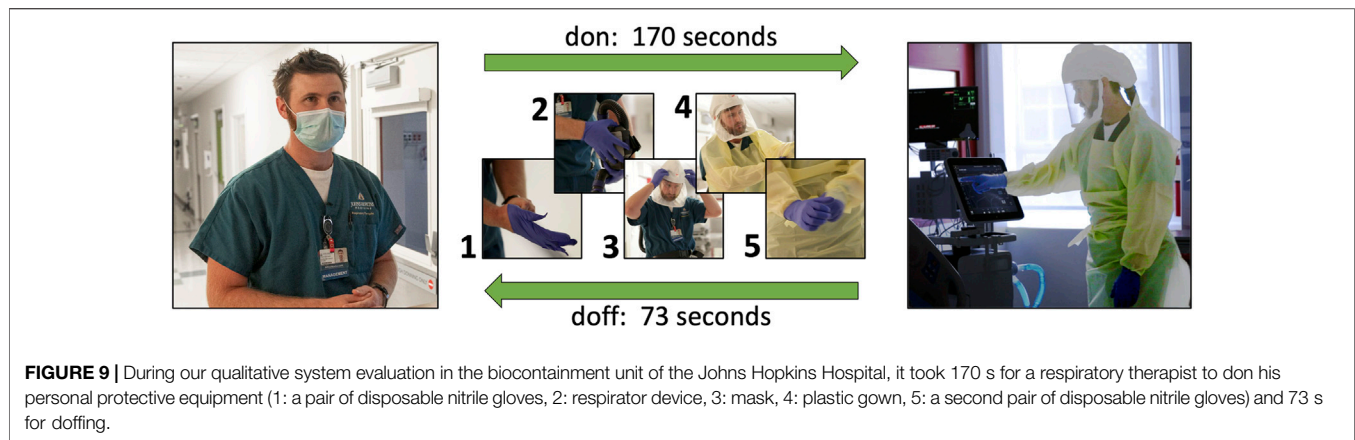 don: 170 seconds
2
4
1
3
5
doff: 73 seconds
MANAGEMENT
FIGURE 9 | During our qualitative system evaluation in the biocontainment unit of the Johns Hopkins Hospital, it took 170 s for a respiratory therapist to don his
personal protective equipment (1: a pair of disposable nitrile gloves, 2: respirator device, 3: mask, 4: plastic gown, 5: a second pair of disposable nitrile gloves) and 73 s
for doffing.